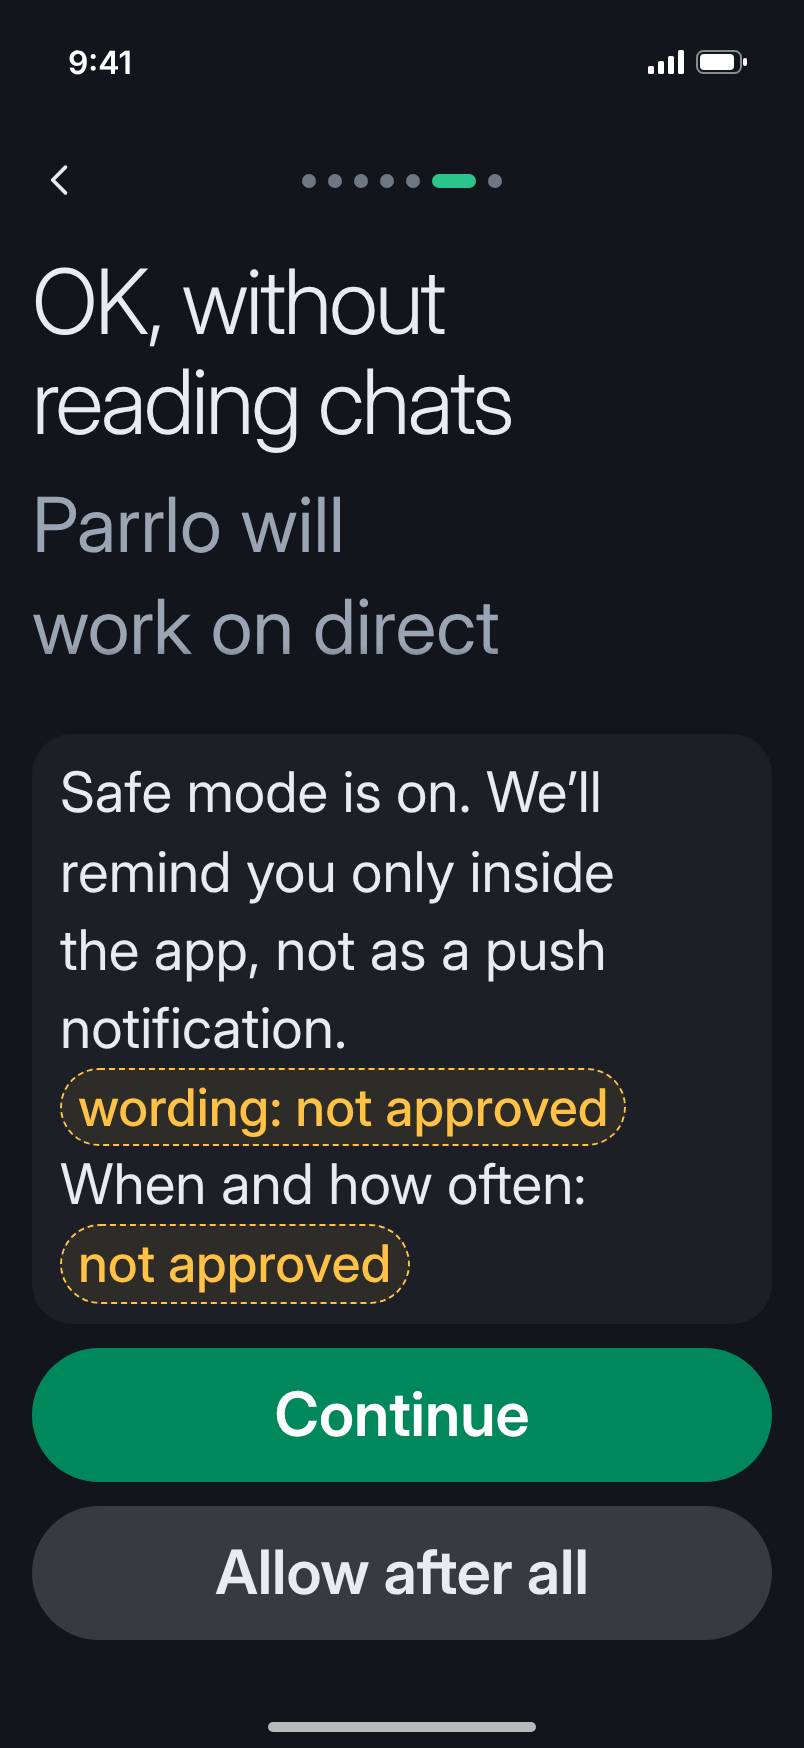 9:41
OK, without
reading chats
Parrlo will
work on direct
Safe mode is on. We’ll
remind you only inside
the app, not as a push
notification.
wording: not approved
When and how often:
not approved
Continue
Allow after all